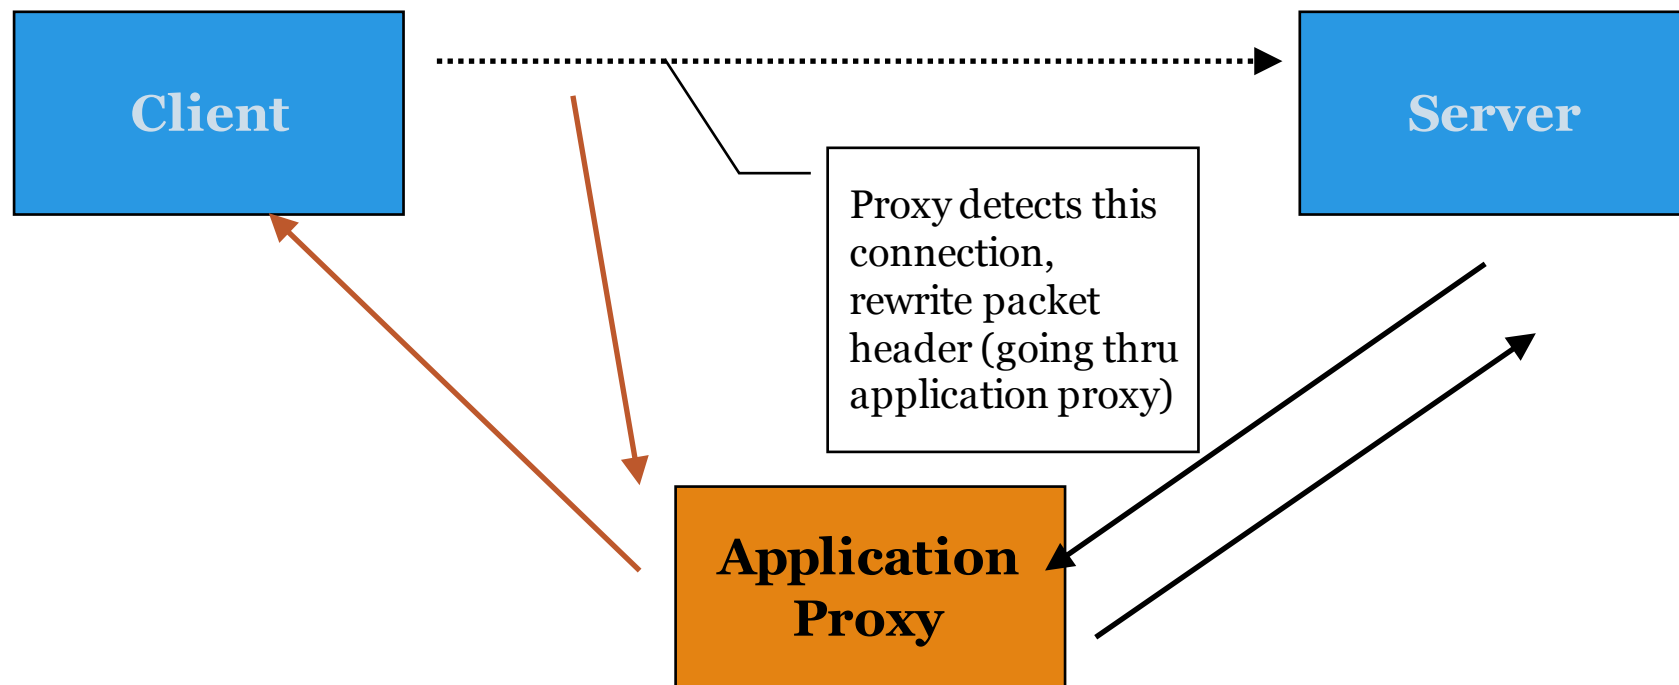 Client
Server
Proxy detects this
connection,
rewrite packet
header (going thru
application proxy)
Application
Proxy